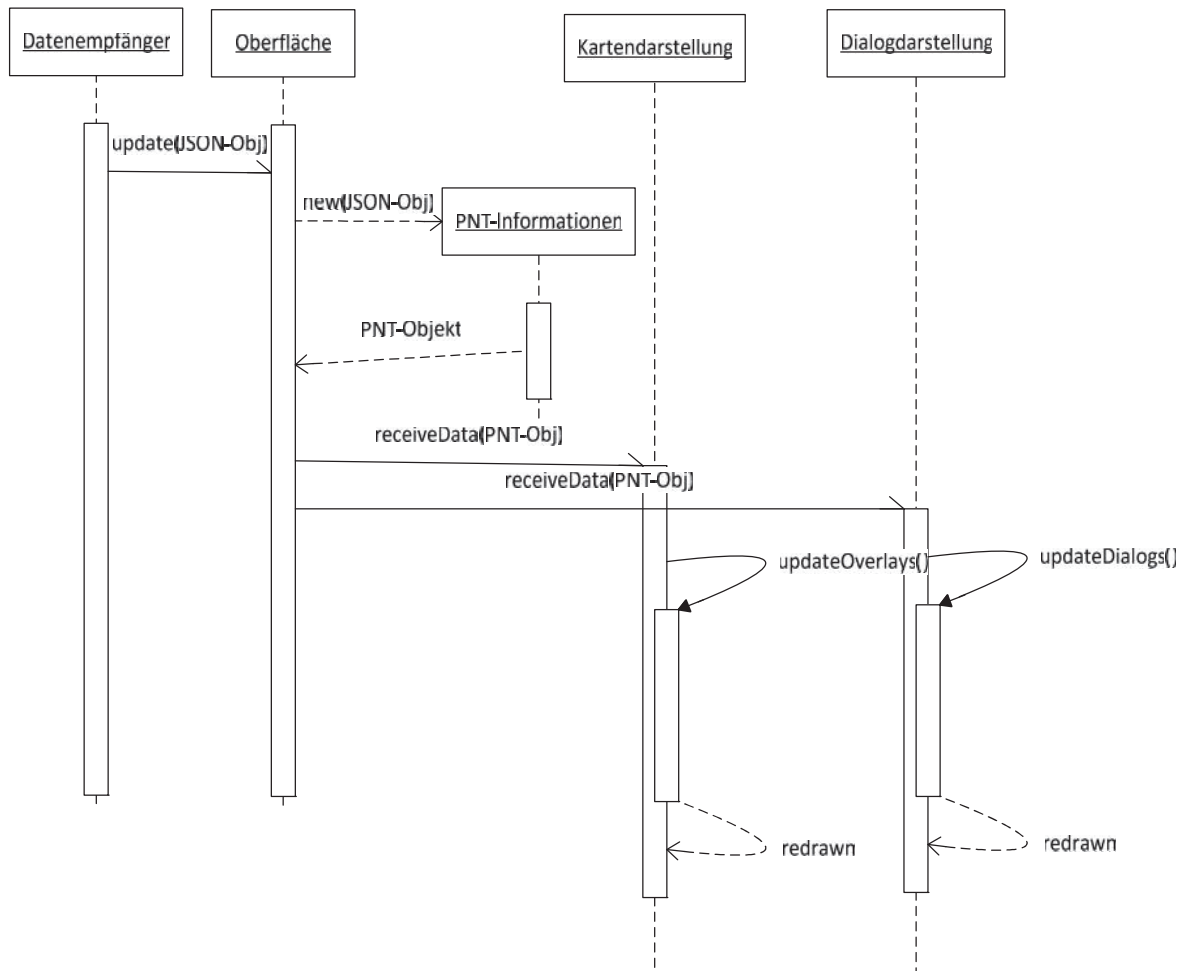 Datenempfänger
Oberfläche
Kartendarstellung
Dialogdarstellung
update(JSON-Obj)
new(JSON-Obj)
PNT-Informationen
PNT-Objekt
receiveData(PNT-Obj)
receiveData(PNT-Obj)
updateOverlays()
updateDialogs()
redrawn
redrawn